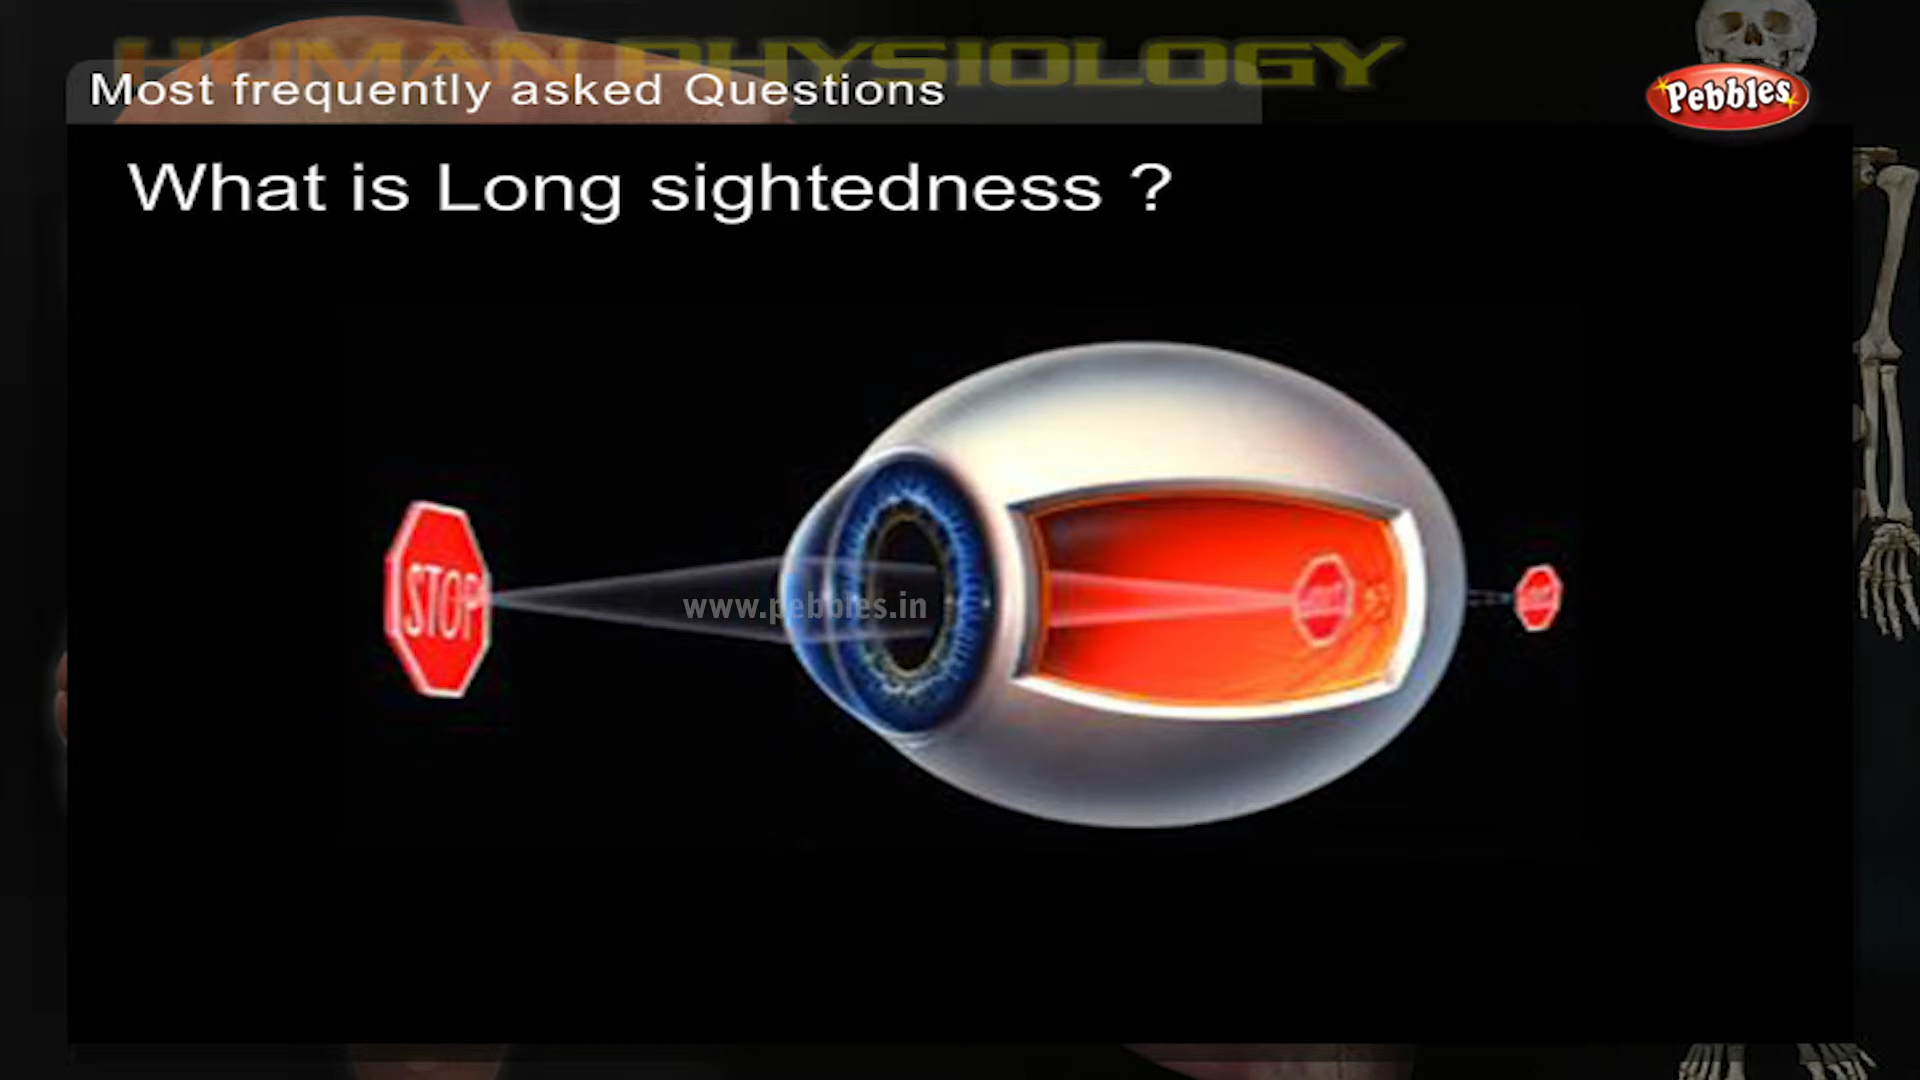 HUMAN PHYSIOLOGY
Most frequently asked Questions
Pebbles
What is Long sightedness ?
STOP
www.pebbles.in